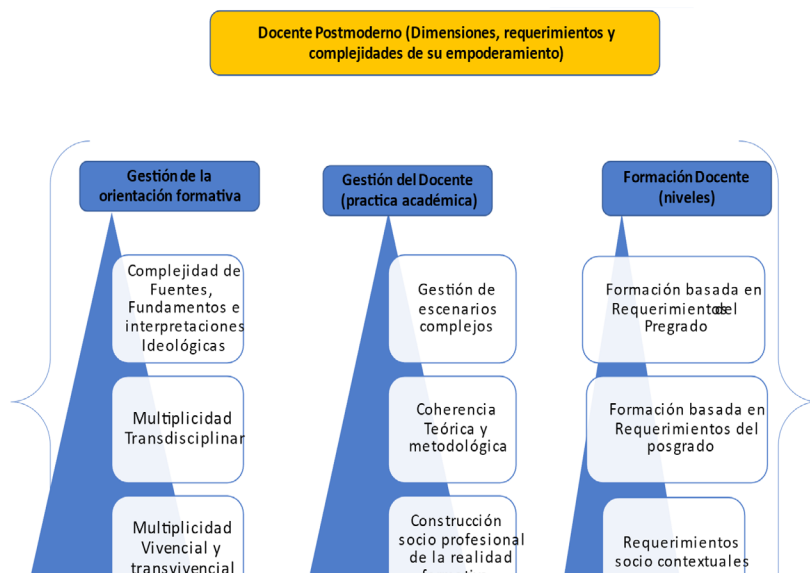 Docente Postmoderno (Dimensiones, requerimientos y
complejidades de su empoderamiento)
Gestión de la
orientación formativa
Complejidad de
Fuentes,
Fundamentos e
interpretaciones
Ideológicas
Multiplicidad
Transdisciplinar
Multiplicidad
Vivencial y
transvivencial
Gestión del Docente
(practica académica)
Gestión de
escenarios
complejos
Coherencia
Teórica y
metodológica
Construcción
socio profesional
de la realidad
Formación Docente
(niveles)
Formación basada en
Requerimientos del
Pregrado
Formación basada en
Requerimientos del
posgrado
Requerimientos
socio contextuales